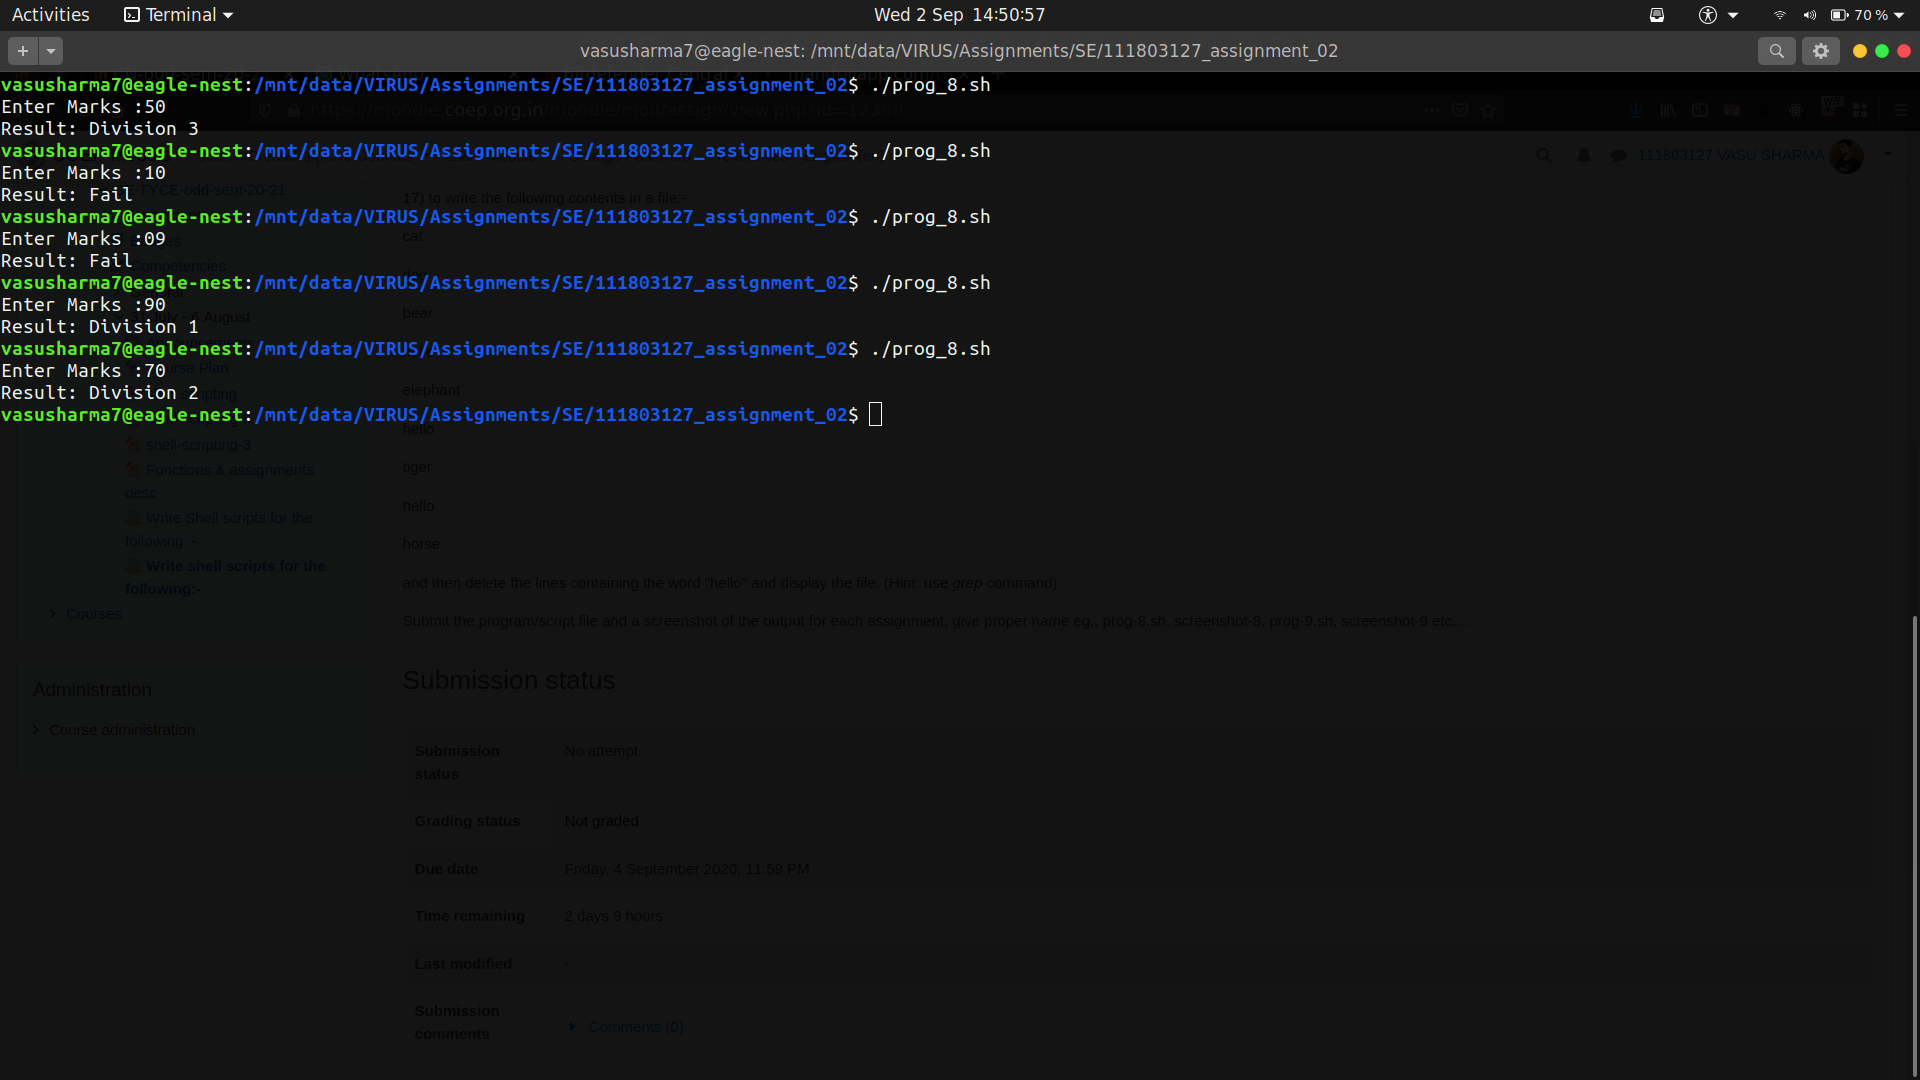 Activities
Terminal
Wed 2 Sep 14:50:57
70 %
vasusharma7@eagle-nest: /mnt/data/VIRUS/Assignments/SE/111803127_assignment_02
vasusharma7@eagle-nest:/mnt/data/VIRUS/Assignments/SE/111803127_assignment_02$ ./prog_8.sh
Enter Marks :50
https://moodle.coep.org.in/moodle/mod/assign/view.php?id=12360
Result: Division 3
vasusharma7@eagle-nest:/mnt/data/VIRUS/Assignments/SE/111803127_assignment_02$ ./prog_8.sh
111803127 VASU SHARMA
Enter Marks :10
-TYCE-odd-sem-20-21
Result: Fail
17) to write the following contents in a file:-
vasusharma7@eagle-nest:/mnt/data/VIRUS/Assignments/SE/111803127_assignment_02$ ./prog_8.sh
Enter Marks :09
cat
Result: Fail
Competencies
vasusharma7@eagle-nest:/mnt/data/VIRUS/Assignments/SE/111803127_assignment_02$ ./prog_8.sh
Enter Marks :90
bear
31 July - 6 August
Result: Division 1
vasusharma7@eagle-nest:/mnt/data/VIRUS/Assignments/SE/111803127_assignment_02$ ./prog_8.sh
Enter Marks :70
Course Plan
Result: Division 2
elephant
vasusharma7@eagle-nest:/mnt/data/VIRUS/Assignments/SE/111803127_assignment_02$
hello
shell-scripting-3
Functions & assignments
desc
tiger
hello
Write Shell scripts for the
following :-
horse
Write shell scripts for the
following:-
and then delete the lines containing the word "hello" and display the file. (Hint: use grep command)
Courses
Submit the program/script file and a screenshot of the output for each assignment, give proper name eg., prog-8.sh, screenshot-8, prog-9.sh, screenshot-9 etc....
Submission status
Administration
Course administration
Submission status
No attempt
Grading status
Not graded
Due date
Friday, 4 September 2020, 11:59 PM
Time remaining
2 days 9 hours
Last modified
-
Submission comments
Comments (0)